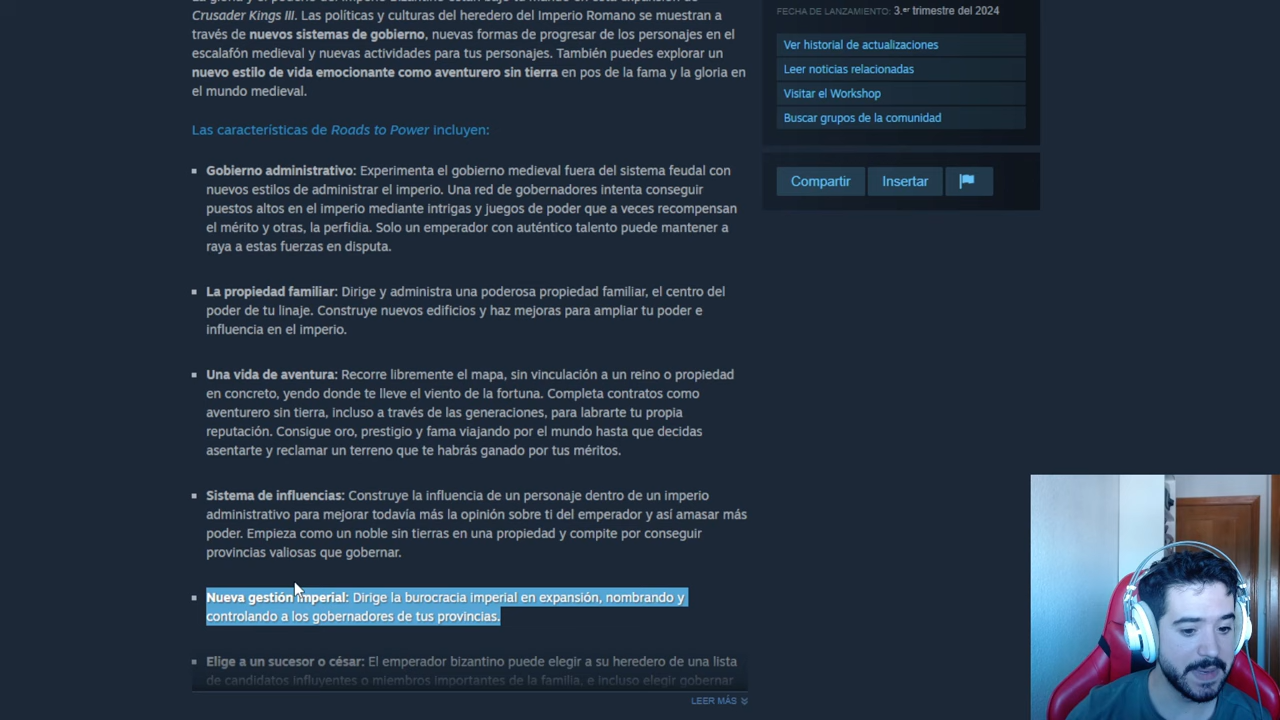 La gloria y el poder del Imperio Bizantino están bajo tu mando en esta expansión de
Crusader Kings III. Las políticas y culturas del heredero del Imperio Romano se muestran a
través de nuevos sistemas de gobierno, nuevas formas de progresar de los personajes en el
escalafón medieval y nuevas actividades para tus personajes. También puedes explorar un
nuevo estilo de vida emocionante como aventurero sin tierra en pos de la fama y la gloria en
el mundo medieval.
Las características de Roads to Power incluyen:
▪ Gobierno administrativo: Experimenta el gobierno medieval fuera del sistema feudal con
nuevos estilos de administrar el imperio. Una red de gobernadores intenta conseguir
puestos altos en el imperio mediante intrigas y juegos de poder que a veces recompensan
el mérito y otras, la perfidia. Solo un emperador con auténtico talento puede mantener a
raya a estas fuerzas en disputa.
▪ La propiedad familiar: Dirige y administra una poderosa propiedad familiar, el centro del
poder de tu linaje. Construye nuevos edificios y haz mejoras para ampliar tu poder e
influencia en el imperio.
▪ Una vida de aventura: Recorre libremente el mapa, sin vinculación a un reino o propiedad
en concreto, yendo donde te lleve el viento de la fortuna. Completa contratos como
aventurero sin tierra, incluso a través de las generaciones, para labrarte tu propia
reputación. Consigue oro, prestigio y fama viajando por el mundo hasta que decidas
asentarte y reclamar un terreno que te habrás ganado por tus méritos.
▪ Sistema de influencias: Construye la influencia de un personaje dentro de un imperio
administrativo para mejorar todavía más la opinión sobre ti del emperador y así amasar más
poder. Empieza como un noble sin tierras en una propiedad y compite por conseguir
provincias valiosas que gobernar.
▪ Nueva gestión imperial: Dirige la burocracia imperial en expansión, nombrando y
controlando a los gobernadores de tus provincias.
▪ Elige a un sucesor o césar: El emperador bizantino puede elegir a su heredero de una lista
de candidatos influyentes o miembros importantes de la familia, e incluso elegir gobernar
LEER MÁS
FECHA DE LANZAMIENTO: 3.er trimestre del 2024
Ver historial de actualizaciones
Leer noticias relacionadas
Visitar el Workshop
Buscar grupos de la comunidad
Compartir
Insertar